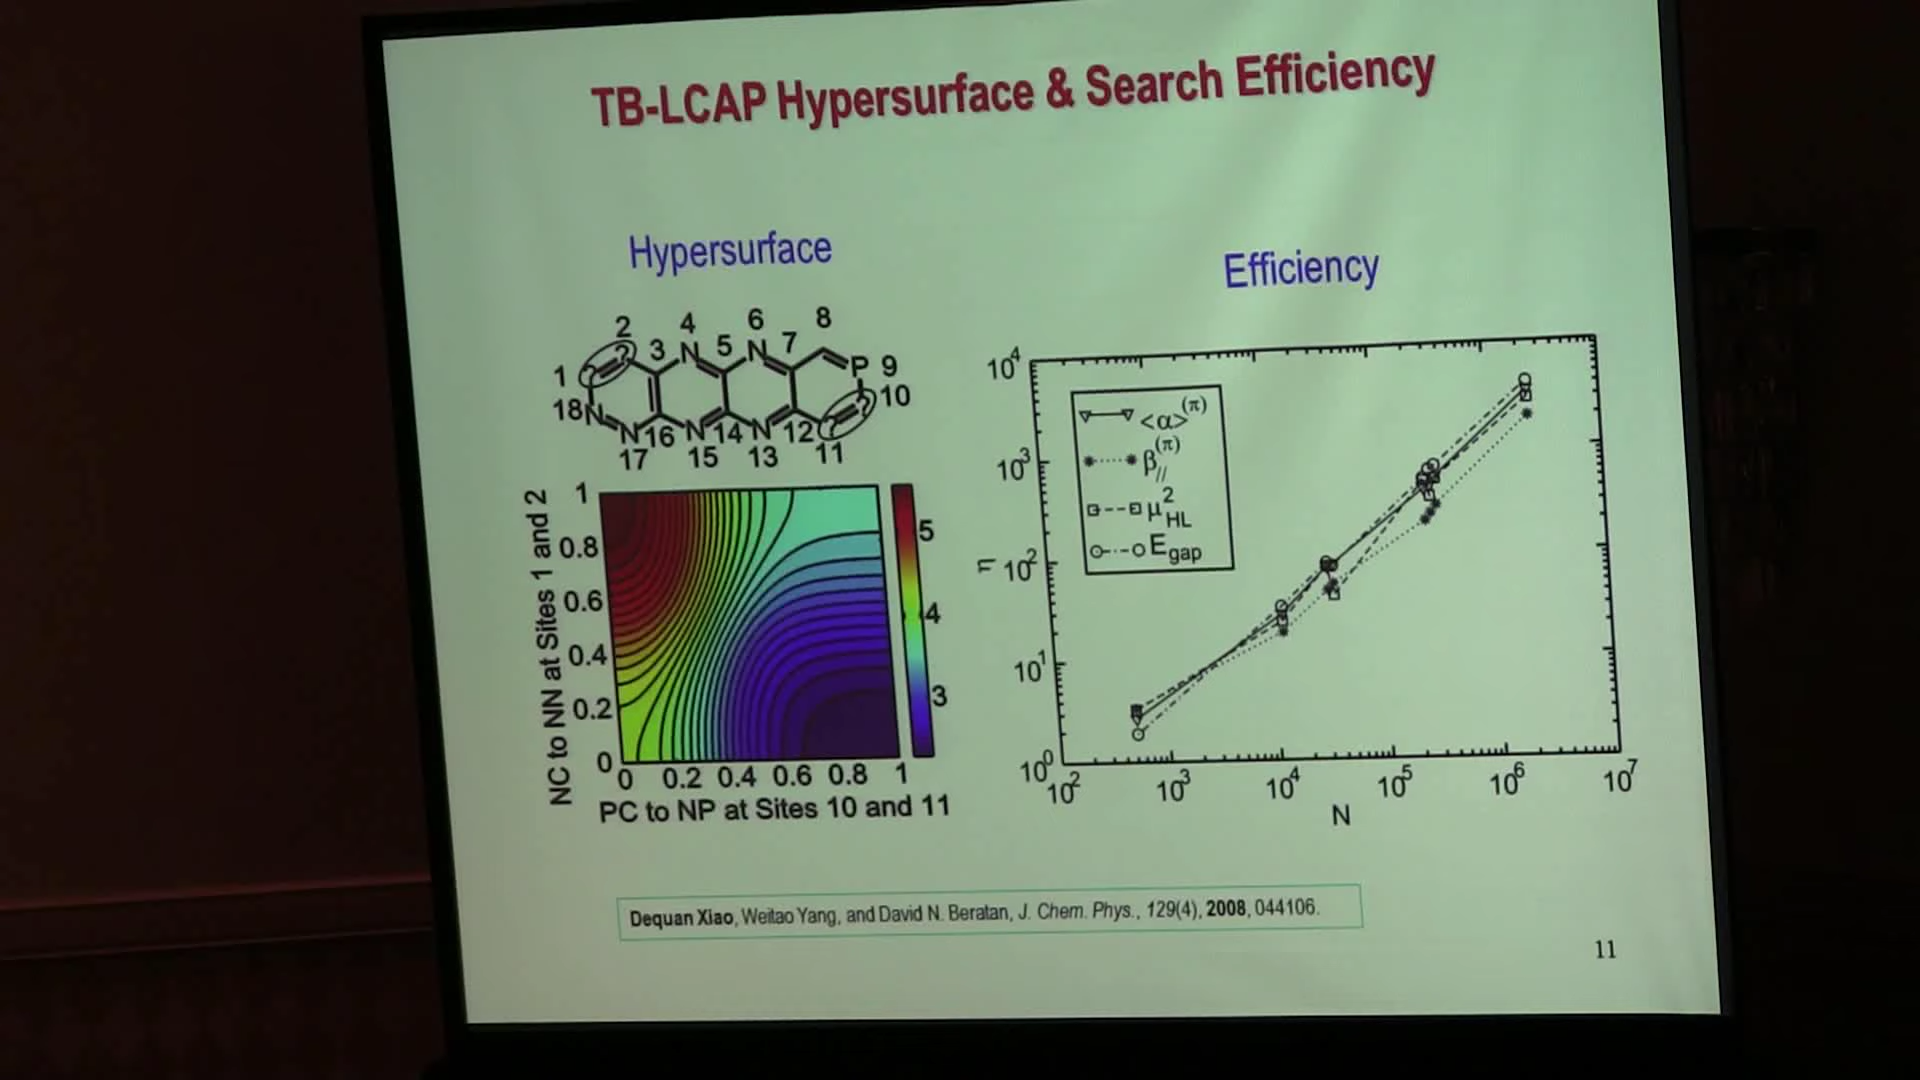 TB-LCAP Hypersurface & Search Efficiency
Hypersurface
Efficiency
2 4 6 8
1 ? 3 N 5 N 7 P 9
? ? 10
18 N N 16 N 14 N 12 ?
17 15 13 11
NC to NN at Sites 1 and 2
1
0.8
0.6
0.4
0.2
0
0 0.2 0.4 0.6 0.8 1
PC to NP at Sites 10 and 11
5
4
3
<α>(π)
β//(π)
μ²HL
Egap
η
10⁴
10³
10²
10¹
10⁰
10² 10³ 10⁴ 10⁵ 10⁶ 10⁷
N
Dequan Xiao, Weitao Yang, and David N. Beratan, J. Chem. Phys., 129(4), 2008, 044106.
11